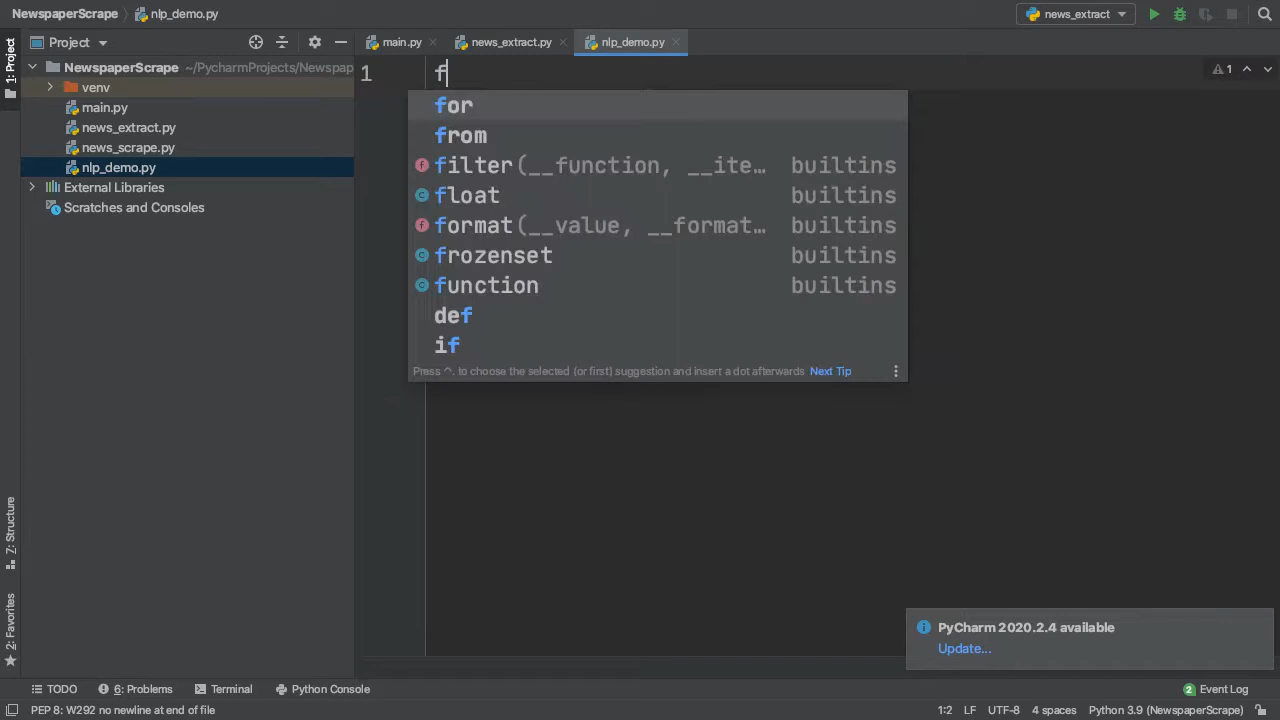 NewspaperScrape nlp_demo.py news_extract
Project main.py news_extract.py nlp_demo.py
1: Project
NewspaperScrape ~/PycharmProjects/Newspap
venv
main.py
news_extract.py
news_scrape.py
nlp_demo.py
External Libraries
Scratches and Consoles
1 f
1
for
from
filter(__function, __ite… builtins
float builtins
format(__value, __format… builtins
frozenset builtins
function builtins
def
if
Press ^. to choose the selected (or first) suggestion and insert a dot afterwards Next Tip
Z: Structure
2: Favorites
PyCharm 2020.2.4 available
Update...
TODO 6: Problems Terminal Python Console 2 Event Log
PEP 8: W292 no newline at end of file 1:2 LF UTF-8 4 spaces Python 3.9 (NewspaperScrape)